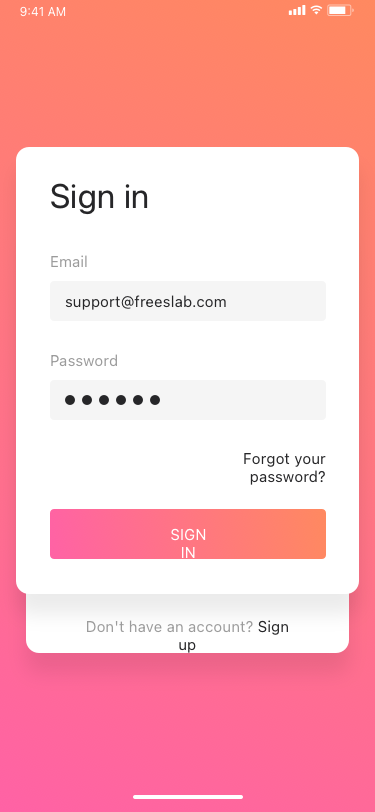 9:41 AM
Sign in
Email
support@freeslab.com
Password
Forgot your
password?
SIGN
IN
Don't have an account? Sign
up